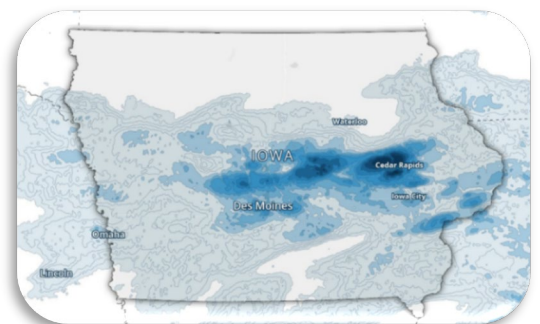 Waterloo
IOWA
Cedar Rapids
Iowa City
Des Moines
Omaha
Lincoln